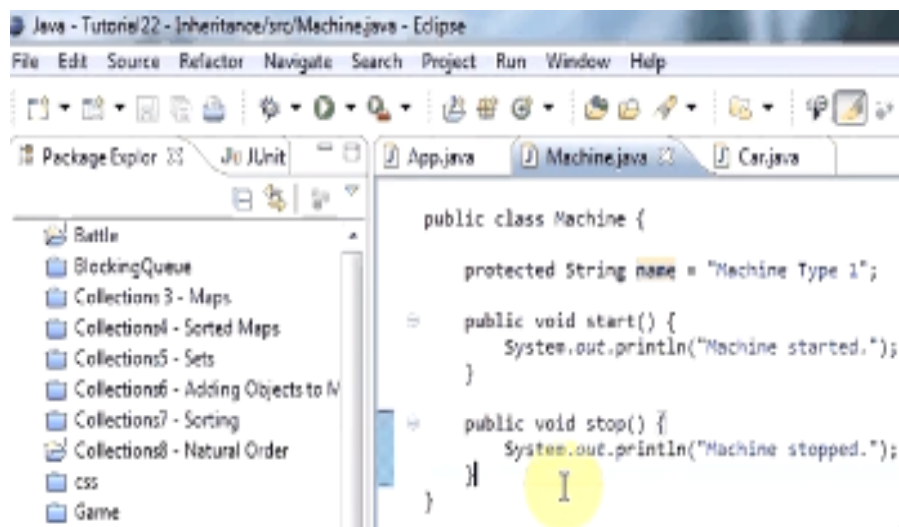 Java - Tutorial22 - Inheritance/src/Machine.java - Eclipse
File Edit Source Refactor Navigate Search Project Run Window Help
Package Explor JUnit
App.java Machine.java Car.java
Battle
BlockingQueue
Collections 3 - Maps
Collections4 - Sorted Maps
Collections5 - Sets
Collections6 - Adding Objects to M
Collections7 - Sorting
Collections8 - Natural Order
css
Game
public class Machine {
protected String name = "Machine Type 1";
public void start() {
System.out.println("Machine started.");
}
public void stop() {
System.out.println("Machine stopped.");
}
}